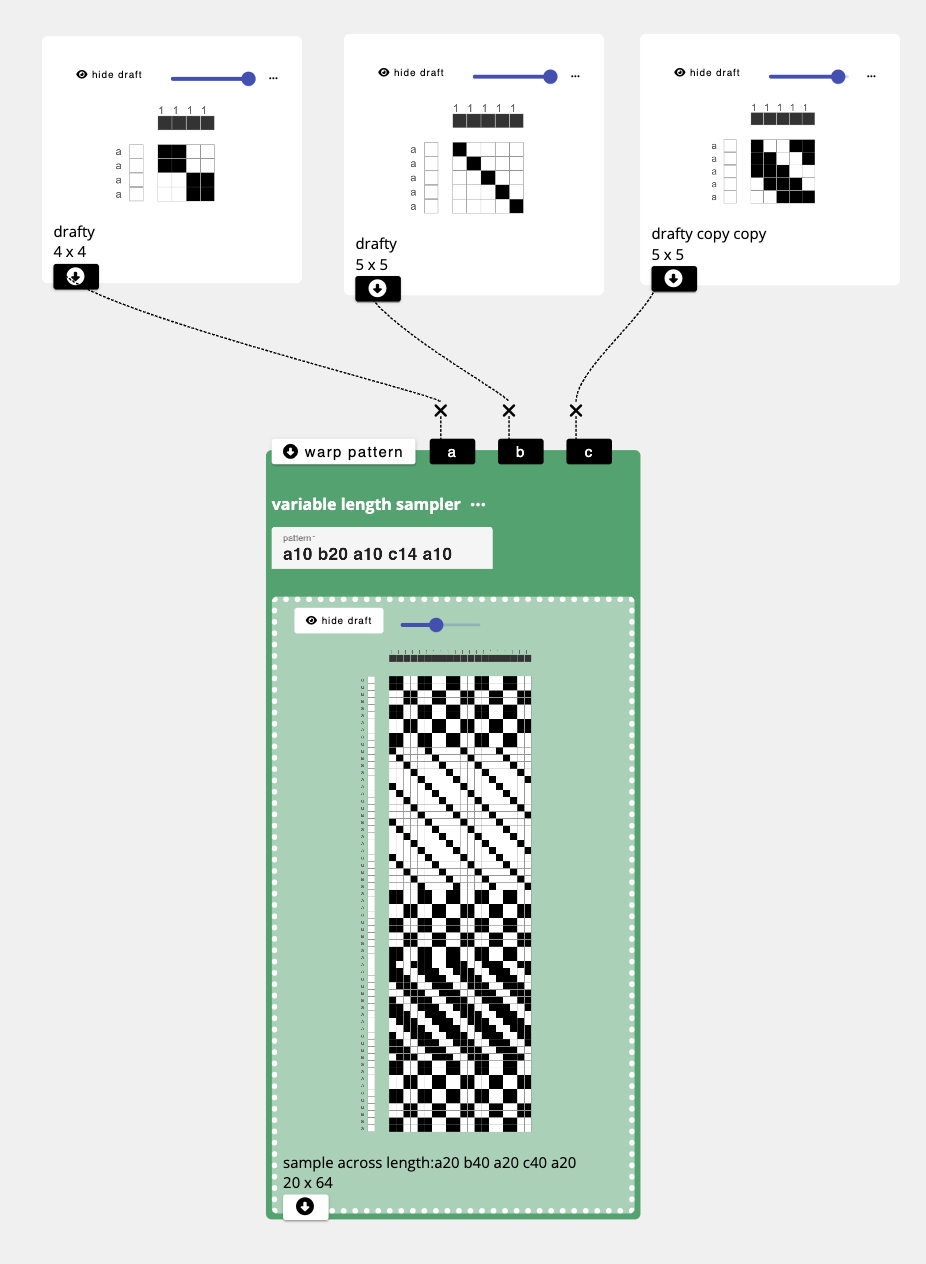 hide draft
...
1 1 1 1
a
a
a
a
drafty
4 x 4
hide draft
...
1 1 1 1 1
a
a
a
a
a
drafty
5 x 5
hide draft
...
1 1 1 1 1
a
a
a
a
a
drafty copy copy
5 x 5
warp pattern
a
b
c
variable length sampler ...
pattern*
a10 b20 a10 c14 a10
hide draft
sample across length:a20 b40 a20 c40 a20
20 x 64